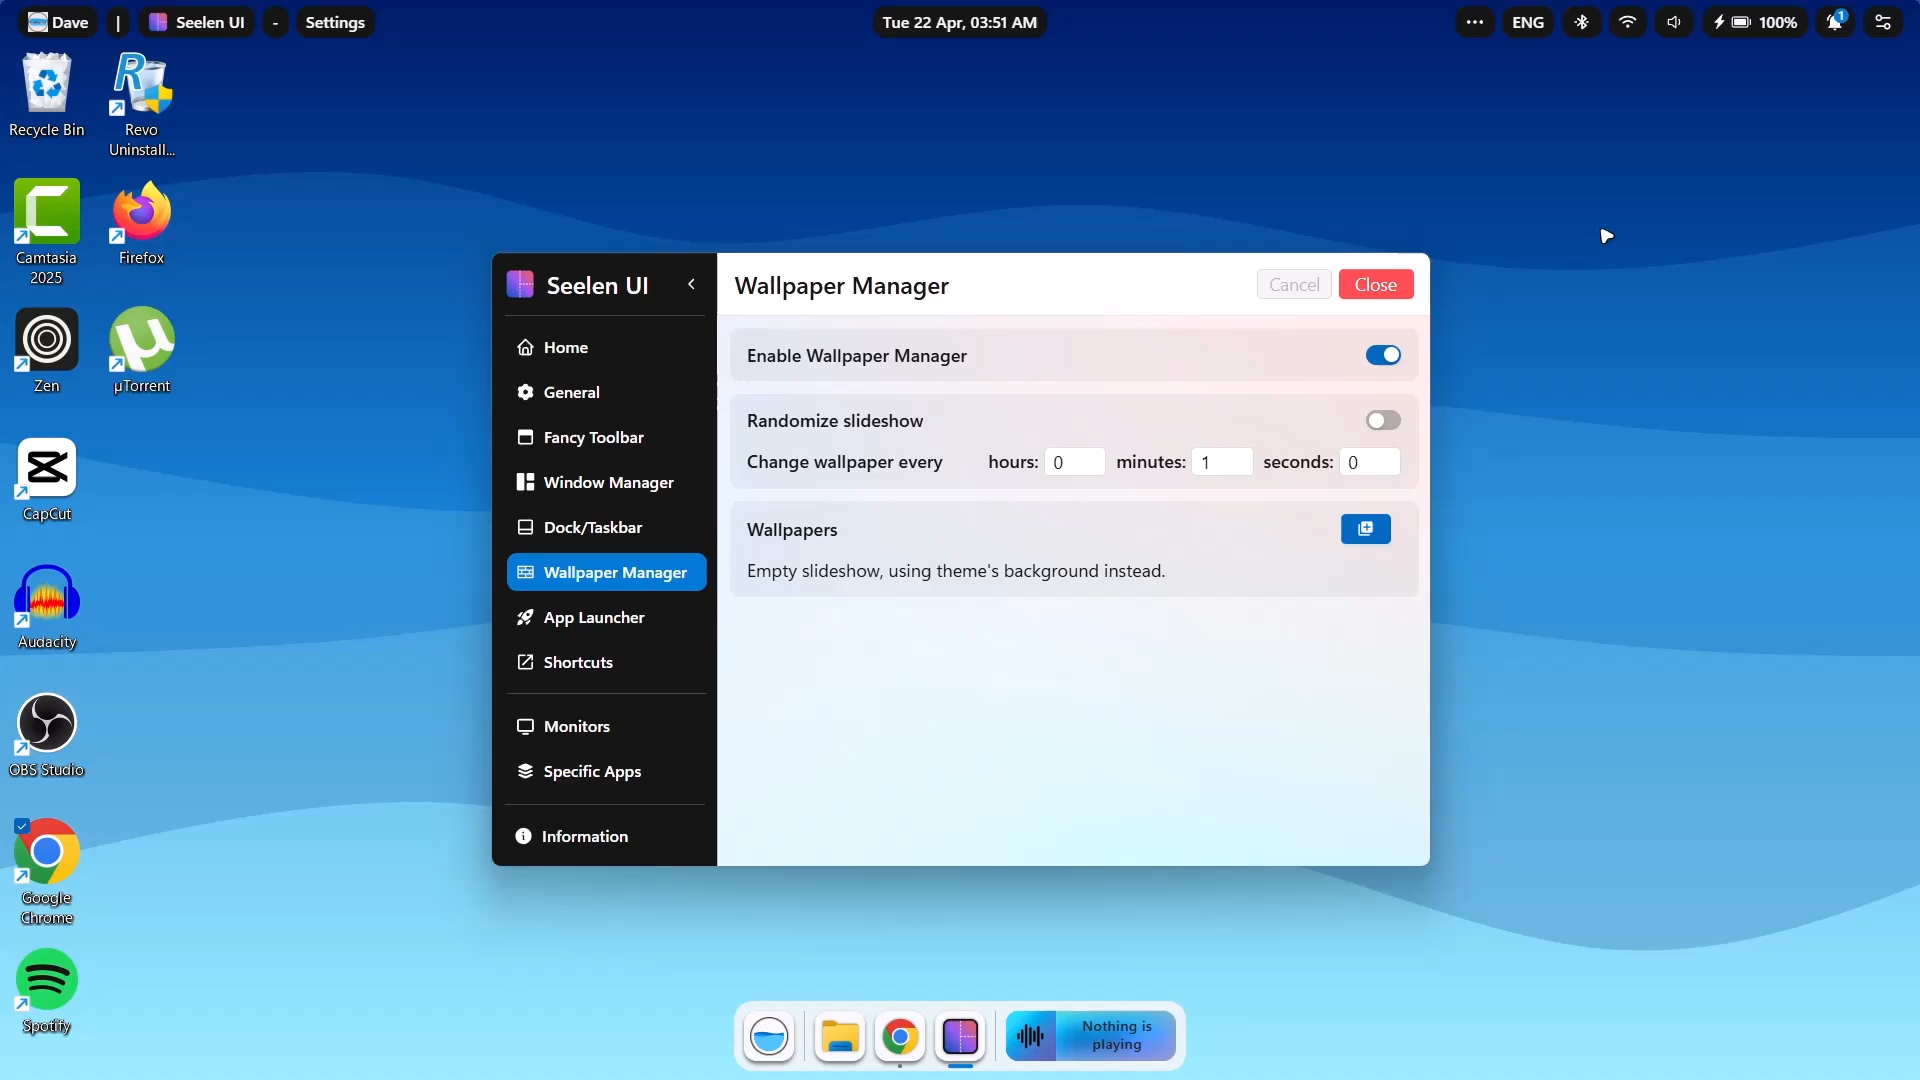 Dave | Seelen UI - Settings
Tue 22 Apr, 03:51 AM
ENG
100%
1
Recycle Bin
Revo
Uninstall...
Camtasia
2025
Firefox
Zen
µTorrent
CapCut
Audacity
OBS Studio
Google
Chrome
Spotify
Seelen UI
Home
General
Fancy Toolbar
Window Manager
Dock/Taskbar
Wallpaper Manager
App Launcher
Shortcuts
Monitors
Specific Apps
Information
Wallpaper Manager
Cancel
Close
Enable Wallpaper Manager
Randomize slideshow
Change wallpaper every hours: 0 minutes: 1 seconds: 0
Wallpapers
Empty slideshow, using theme's background instead.
Nothing is
playing